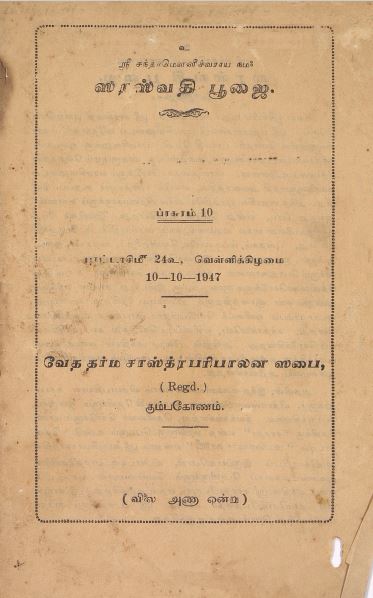 உ
ஸ்ரீ சந்த்ரமௌளீச்வராய நம:
ஸரஸ்வதி பூஜை.
ப்ரசுரம் 10
புரட்டாசிமீ 24௳, வெள்ளிக்கிழமை
10—10—1947
வேத தர்ம சாஸ்த்ரபரிபாலன ஸபை,
(Regd.)
கும்பகோணம்.
(விலை அணா ஒன்று)